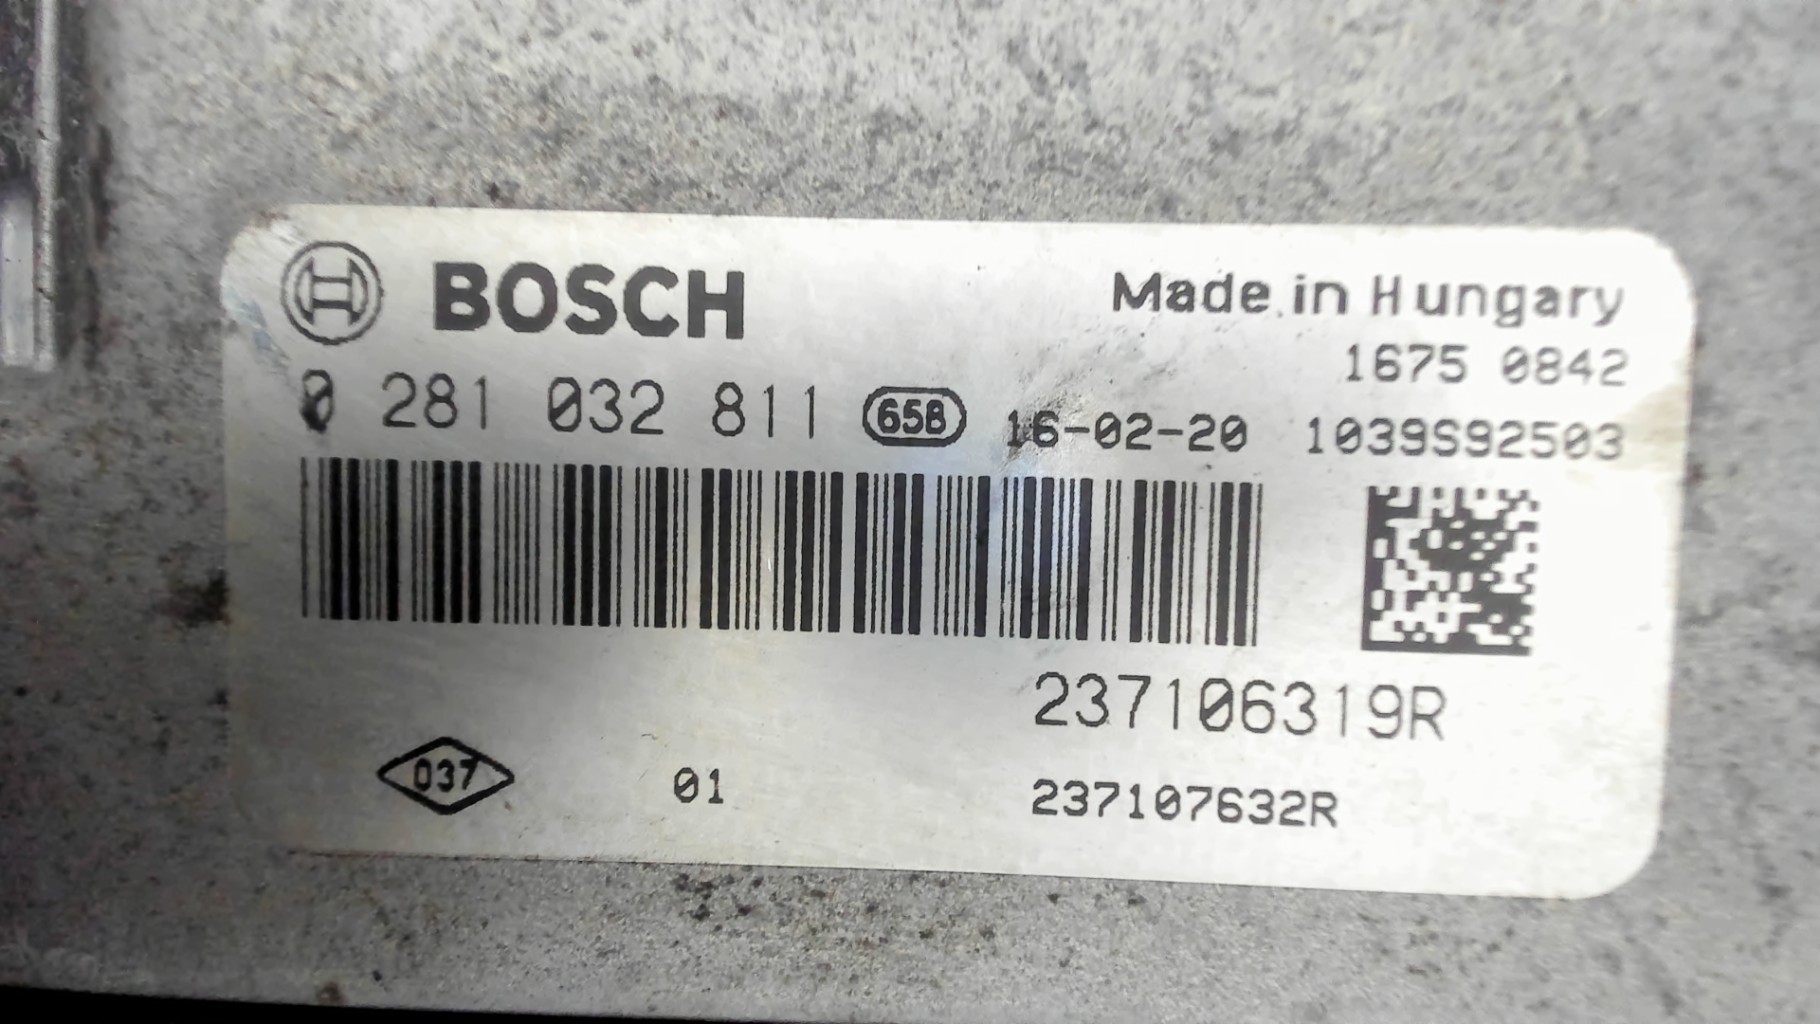 BOSCH
Made in Hungary
1675 0842
0 281 032 811 658 16-02-20 1039S92503
237106319R
037 01 237107632R